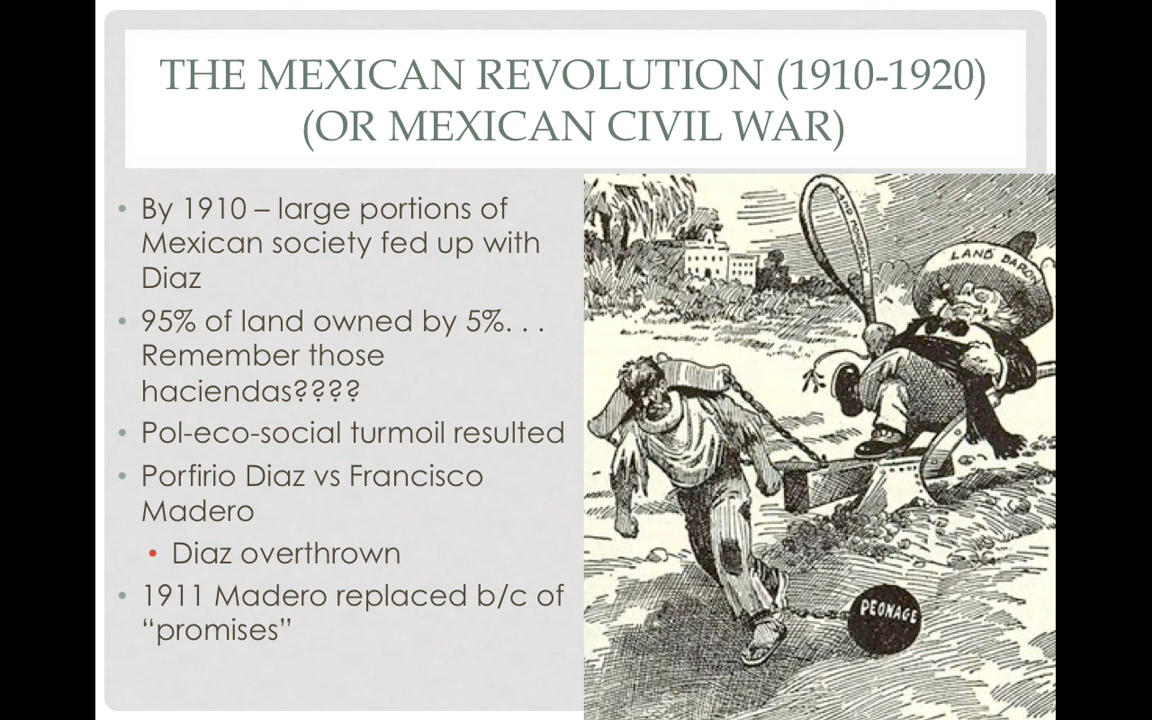 THE MEXICAN REVOLUTION (1910-1920)
(OR MEXICAN CIVIL WAR)
• By 1910 – large portions of
Mexican society fed up with
Diaz
• 95% of land owned by 5%. . .
Remember those
haciendas????
• Pol-eco-social turmoil resulted
• Porfirio Diaz vs Francisco
Madero
• Diaz overthrown
• 1911 Madero replaced b/c of
“promises”
LAND MONOPOLY
LAND BARON
PEONAGE